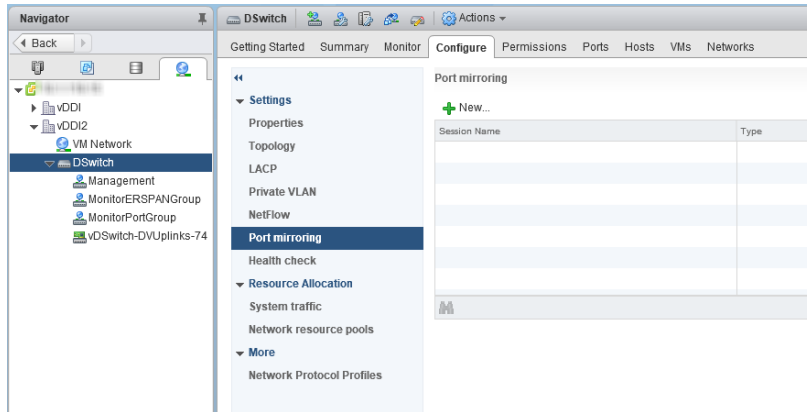 Navigator
Back
vDDI
vDDI2
VM Network
DSwitch
Management
MonitorERSPANGroup
MonitorPortGroup
vDSwitch-DVUplinks-74
DSwitch Actions
Getting Started Summary Monitor Configure Permissions Ports Hosts VMs Networks
Settings
Properties
Topology
LACP
Private VLAN
NetFlow
Port mirroring
Health check
Resource Allocation
System traffic
Network resource pools
More
Network Protocol Profiles
Port mirroring
New...
Session Name Type